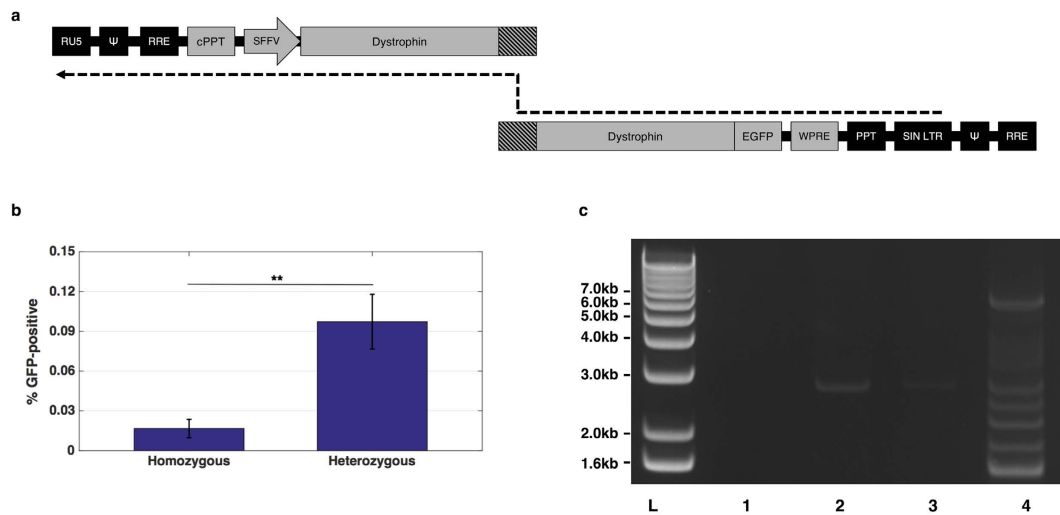 a
RU5 Ψ RRE cPPT SFFV Dystrophin
Dystrophin EGFP WPRE PPT SIN LTR Ψ RRE
b
0.15
0.12
0.09
0.06
0.03
0
% GFP-positive
**
Homozygous Heterozygous
c
7.0kb
6.0kb
5.0kb
4.0kb
3.0kb
2.0kb
1.6kb
L 1 2 3 4